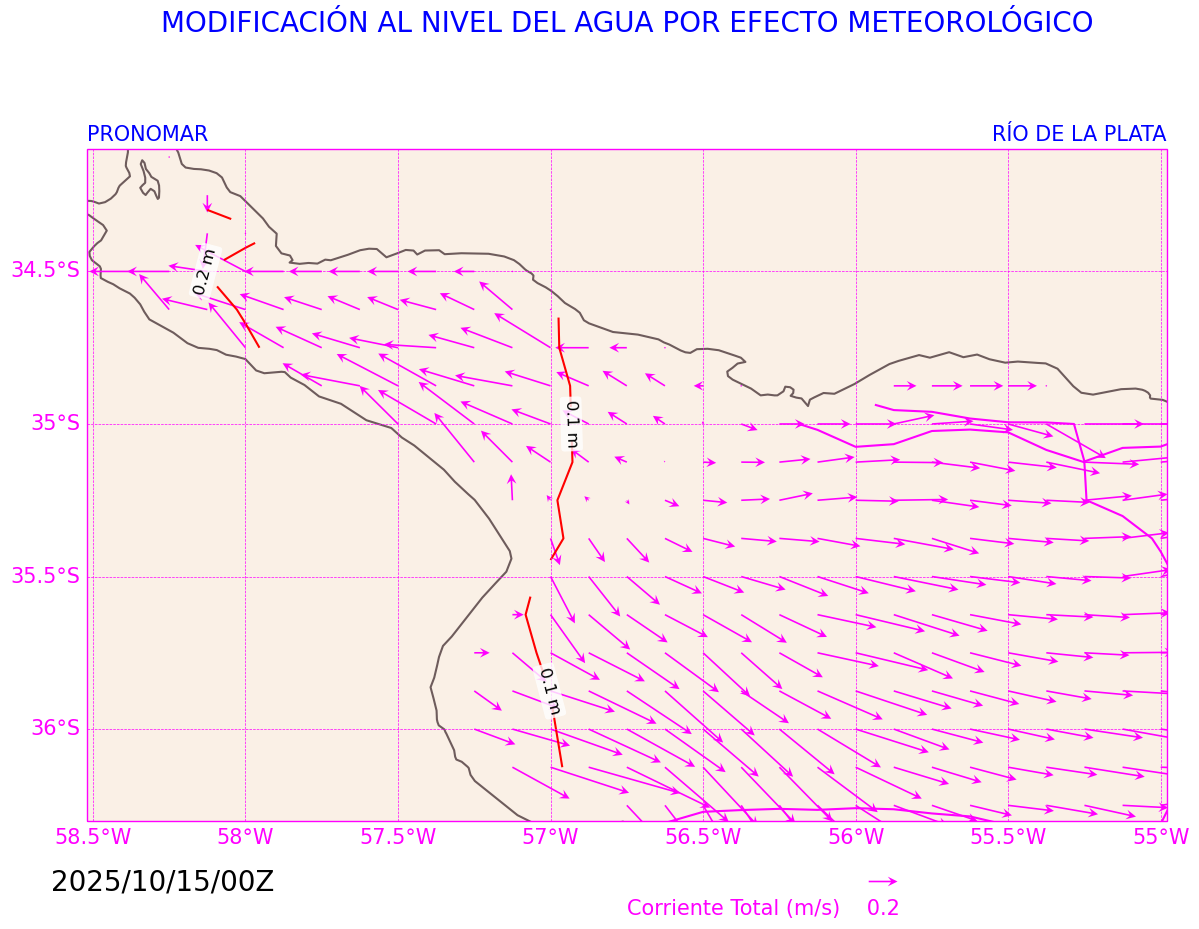 MODIFICACIÓN AL NIVEL DEL AGUA POR EFECTO METEOROLÓGICO
PRONOMAR
RÍO DE LA PLATA
0.2 m
34.5°S
0.1 m
35°S
35.5°S
0.1 m
36°S
58.5°W
58°W
57.5°W
57°W
56.5°W
56°W
55.5°W
55°W
2025/10/15/00Z
Corriente Total (m/s)
0.2